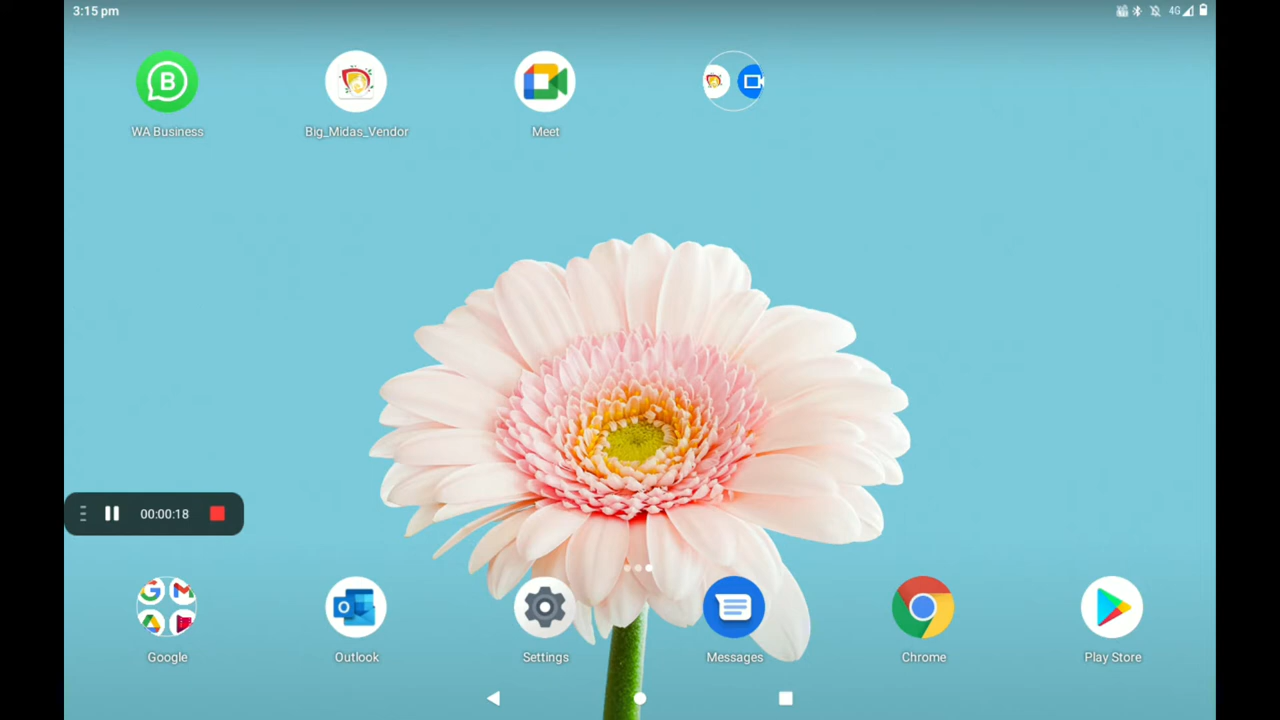 3:15 pm
4G
B
WA Business
Big_Midas_Vendor
Meet
00:00:18
G
O
Google
Outlook
Settings
Messages
Chrome
Play Store